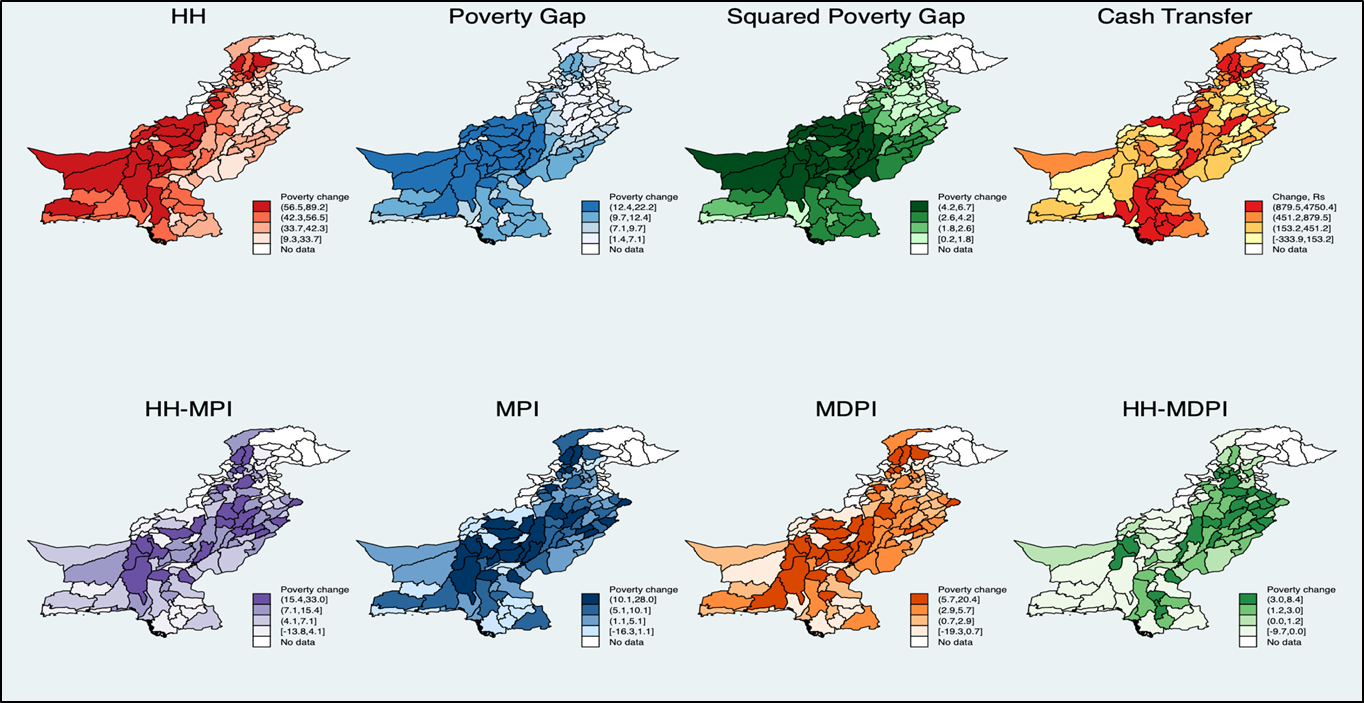 HH
Poverty Gap
Squared Poverty Gap
Cash Transfer
Poverty change
(56.5,89.2]
(42.3,56.5]
(33.7,42.3]
[9.3,33.7]
No data
Poverty change
(12.4,22.2]
(9.7,12.4]
(7.1,9.7]
[1.4,7.1]
No data
Poverty change
(4.2,6.7]
(2.6,4.2]
(1.8,2.6]
[0.2,1.8]
No data
Change, Rs
(879.5,4750.4]
(451.2,879.5]
(153.2,451.2]
[-333.9,153.2]
No data
HH-MPI
MPI
MDPI
HH-MDPI
Poverty change
(15.4,33.0]
(7.1,15.4]
(4.1,7.1]
[-13.8,4.1]
No data
Poverty change
(10.1,28.0]
(5.1,10.1]
(1.1,5.1]
[-16.3,1.1]
No data
Poverty change
(5.7,20.4]
(2.9,5.7]
(0.7,2.9]
[-19.3,0.7]
No data
Poverty change
(3.0,8.4]
(1.2,3.0]
(0.0,1.2]
[-9.7,0.0]
No data